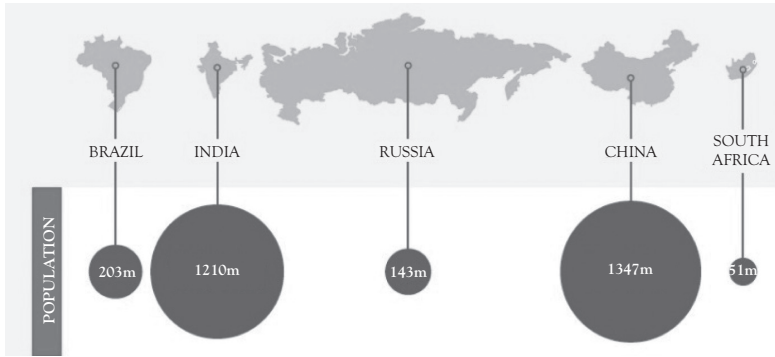 BRAZIL
INDIA
RUSSIA
CHINA
SOUTH
AFRICA
POPULATION
203m
1210m
143m
1347m
51m